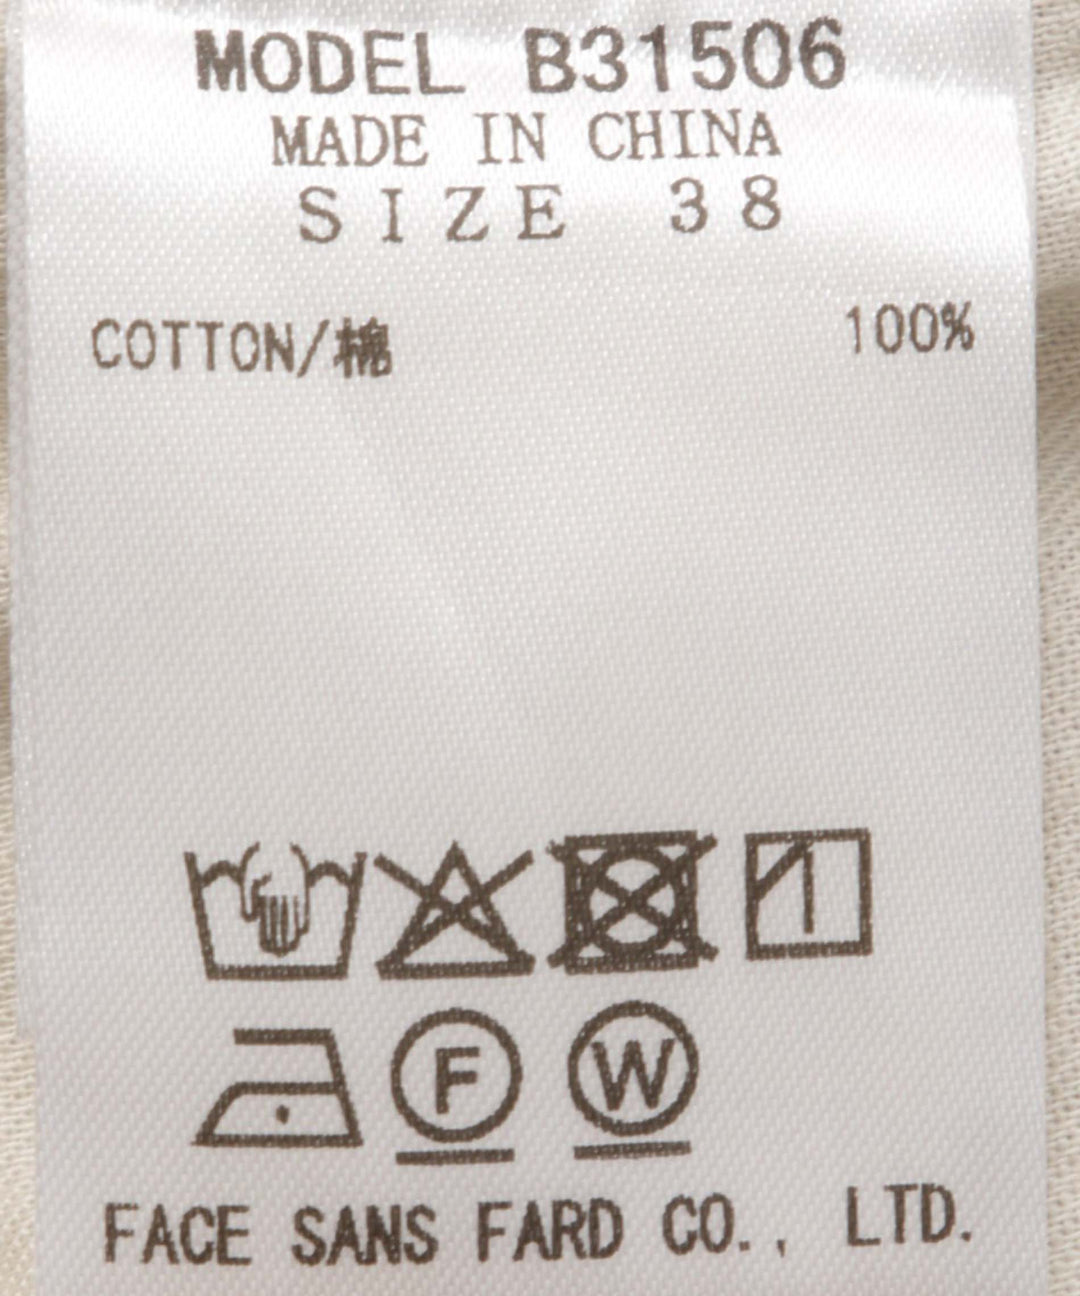 MODEL B31506
MADE IN CHINA
SIZE 38
COTTON/棉 100%
F W
FACE SANS FARD CO., LTD.